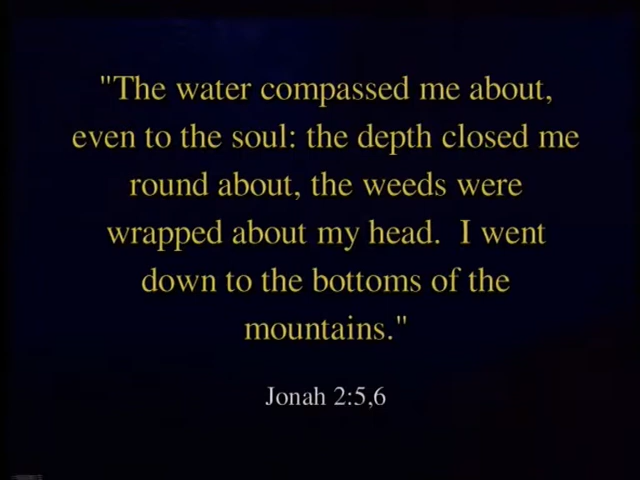 "The water compassed me about,
even to the soul: the depth closed me
round about, the weeds were
wrapped about my head.  I went
down to the bottoms of the
mountains."
Jonah 2:5,6